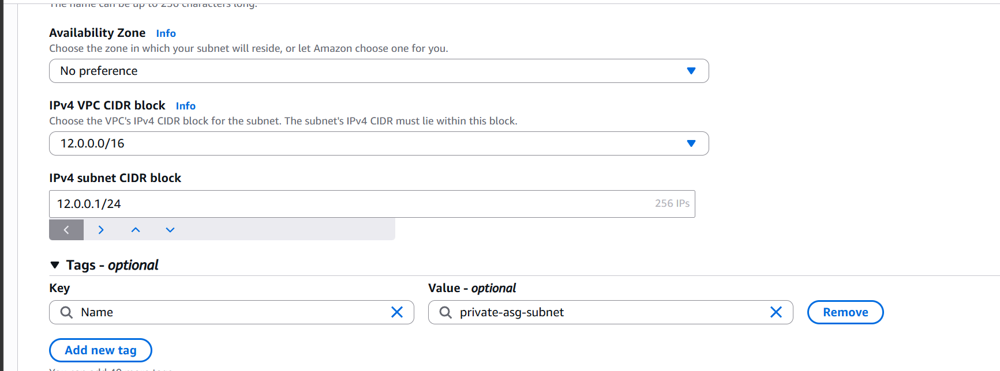 The name can be up to 256 characters long.
Availability Zone Info
Choose the zone in which your subnet will reside, or let Amazon choose one for you.
No preference
IPv4 VPC CIDR block Info
Choose the VPC's IPv4 CIDR block for the subnet. The subnet's IPv4 CIDR must lie within this block.
12.0.0.0/16
IPv4 subnet CIDR block
12.0.0.1/24 256 IPs
Tags - optional
Key Value - optional
Name private-asg-subnet Remove
Add new tag
You can add 49 more tags